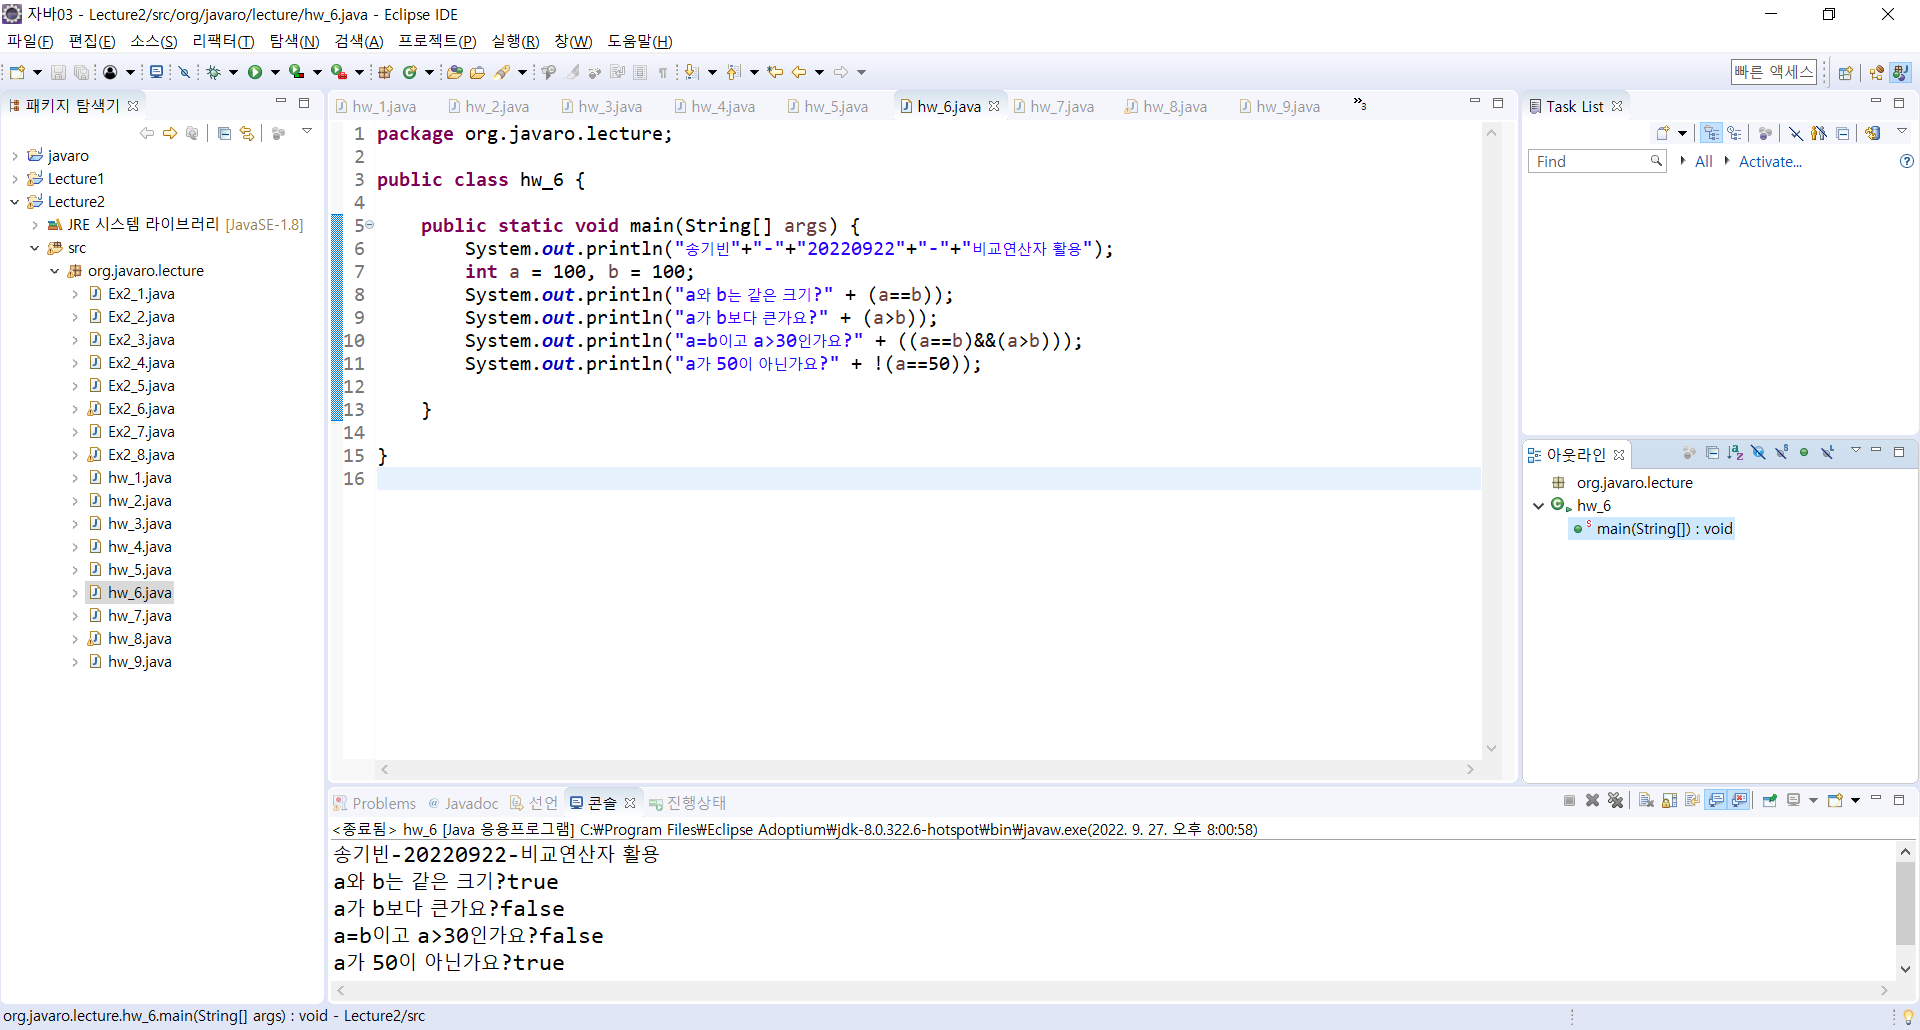 자바03 - Lecture2/src/org/javaro/lecture/hw_6.java - Eclipse IDE
파일(F) 편집(E) 소스(S) 리팩터(T) 탐색(N) 검색(A) 프로젝트(P) 실행(R) 창(W) 도움말(H)
빠른 액세스
패키지 탐색기
javaro
Lecture1
Lecture2
JRE 시스템 라이브러리 [JavaSE-1.8]
src
org.javaro.lecture
Ex2_1.java
Ex2_2.java
Ex2_3.java
Ex2_4.java
Ex2_5.java
Ex2_6.java
Ex2_7.java
Ex2_8.java
hw_1.java
hw_2.java
hw_3.java
hw_4.java
hw_5.java
hw_6.java
hw_7.java
hw_8.java
hw_9.java
hw_1.java hw_2.java hw_3.java hw_4.java hw_5.java hw_6.java hw_7.java hw_8.java hw_9.java »3
1 package org.javaro.lecture;
2
3 public class hw_6 {
4
5 public static void main(String[] args) {
6 System.out.println("송기빈"+"-"+"20220922"+"-"+"비교연산자 활용");
7 int a = 100, b = 100;
8 System.out.println("a와 b는 같은 크기?" + (a==b));
9 System.out.println("a가 b보다 큰가요?" + (a>b));
10 System.out.println("a=b이고 a>30인가요?" + ((a==b)&&(a>b)));
11 System.out.println("a가 50이 아닌가요?" + !(a==50));
12
13 }
14
15 }
16
Task List
Find All Activate...
아웃라인
org.javaro.lecture
hw_6
main(String[]) : void
Problems @ Javadoc 선언 콘솔 진행상태
<종료됨> hw_6 [Java 응용프로그램] C:₩Program Files₩Eclipse Adoptium₩jdk-8.0.322.6-hotspot₩bin₩javaw.exe(2022. 9. 27. 오후 8:00:58)
송기빈-20220922-비교연산자 활용
a와 b는 같은 크기?true
a가 b보다 큰가요?false
a=b이고 a>30인가요?false
a가 50이 아닌가요?true
org.javaro.lecture.hw_6.main(String[] args) : void - Lecture2/src